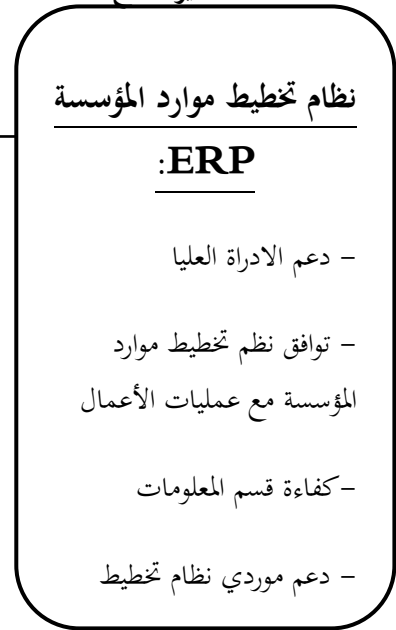 نظام تخطيط موارد المؤسسة
ERP:
- دعم الادراة العليا
- توافق نظم تخطيط موارد
المؤسسة مع عمليات الأعمال
-كفاءة قسم المعلومات
- دعم موردي نظام تخطيط